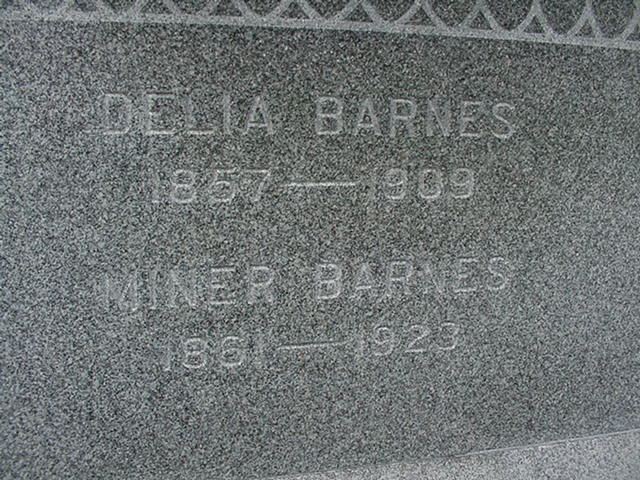 DELIA BARNES
1857—1909
MINER BARNES
1861—1923